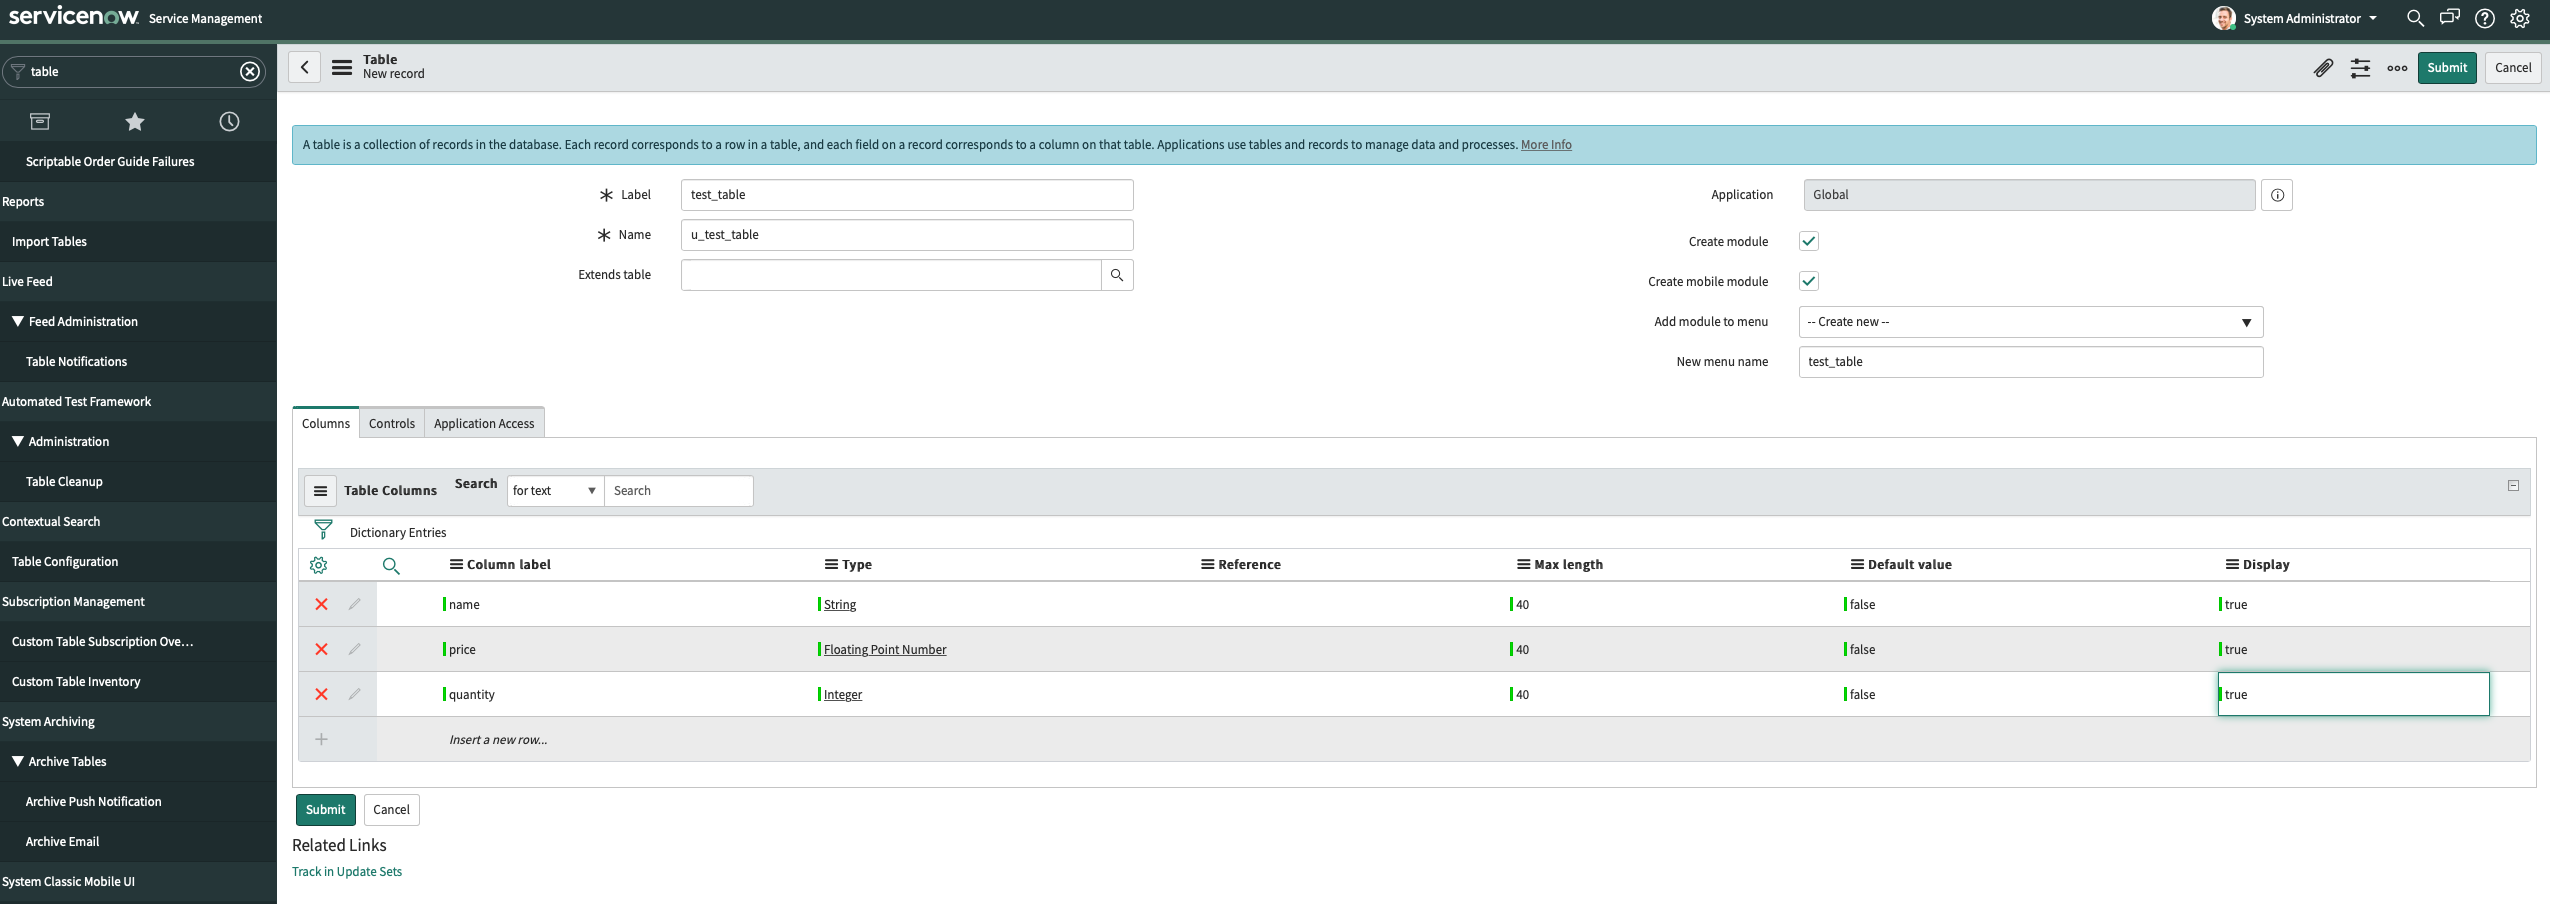 servicenow. Service Management
System Administrator
table
Scriptable Order Guide Failures
Reports
Import Tables
Live Feed
Feed Administration
Table Notifications
Automated Test Framework
Administration
Table Cleanup
Contextual Search
Table Configuration
Subscription Management
Custom Table Subscription Ove...
Custom Table Inventory
System Archiving
Archive Tables
Archive Push Notification
Archive Email
System Classic Mobile UI
Table
New record
Submit Cancel
A table is a collection of records in the database. Each record corresponds to a row in a table, and each field on a record corresponds to a column on that table. Applications use tables and records to manage data and processes. More Info
Label test_table
Name u_test_table
Extends table
Application Global
Create module
Create mobile module
Add module to menu -- Create new --
New menu name test_table
Columns Controls Application Access
Table Columns Search for text Search
Dictionary Entries
Column label Type Reference Max length Default value Display
name String 40 false true
price Floating Point Number 40 false true
quantity Integer 40 false true
Insert a new row...
Submit Cancel
Related Links
Track in Update Sets